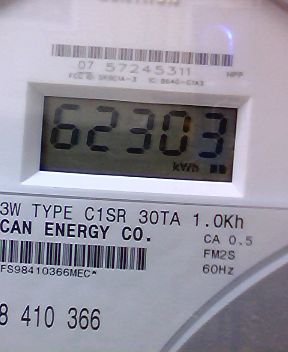 07 57245311
HPP
62303
kWh
3W TYPE C1SR 30TA 1.0Kh
CAN ENERGY CO.
CA 0.5
FM2S
60Hz
FS98410366MEC*
8 410 366